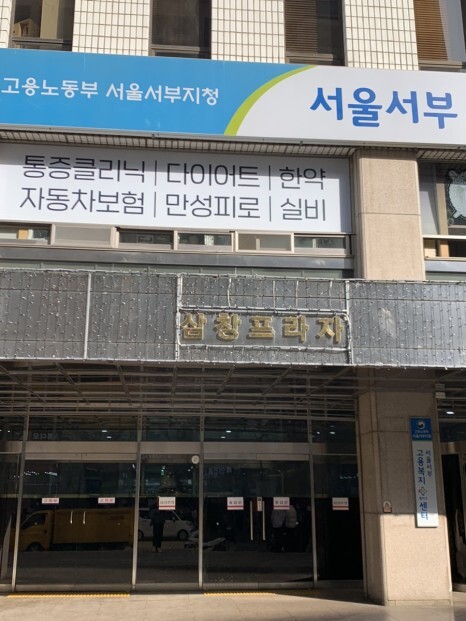 고용노동부 서울서부지청
서울서부
통증클리닉 | 다이어트 | 한약
자동차보험 | 만성피로 | 실비
삼창프라자
서울서부
고용복지+센터